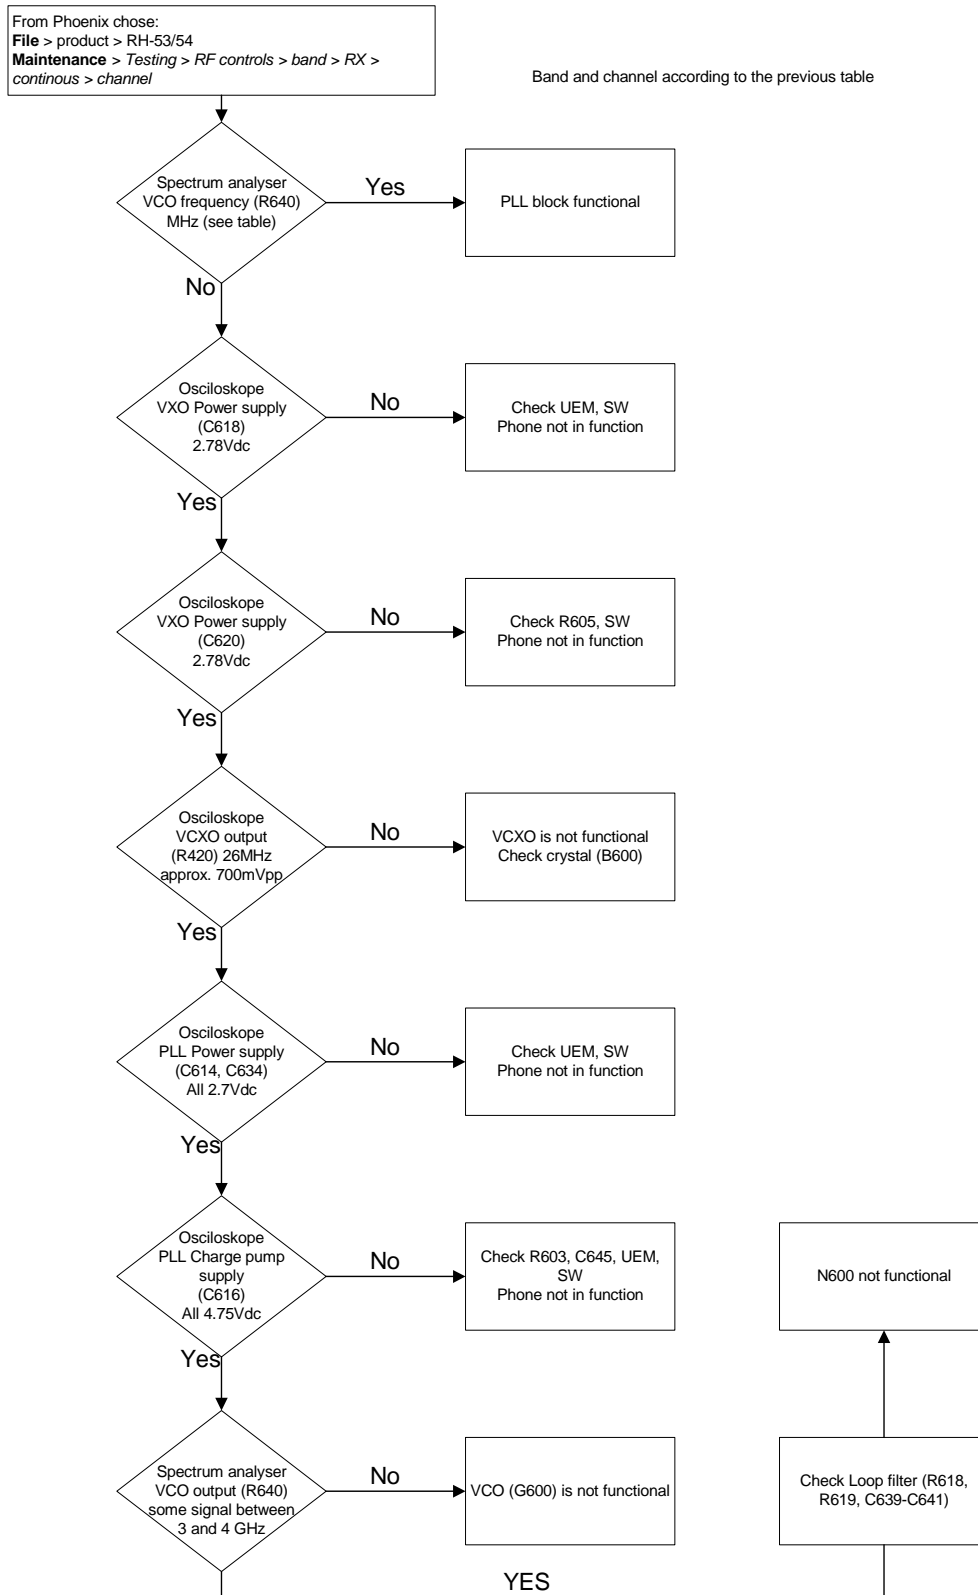 From Phoenix chose:
File > product > RH-53/54
Maintenance > Testing > RF controls > band > RX >
continous > channel
Band and channel according to the previous table
Spectrum analyser
VCO frequency (R640)
MHz (see table)
Yes
PLL block functional
No
Osciloskope
VXO Power supply
(C618)
2.78Vdc
No
Check UEM, SW
Phone not in function
Yes
Osciloskope
VXO Power supply
(C620)
2.78Vdc
No
Check R605, SW
Phone not in function
Yes
Osciloskope
VCXO output
(R420) 26MHz
approx. 700mVpp
No
VCXO is not functional
Check crystal (B600)
Yes
Osciloskope
PLL Power supply
(C614, C634)
All 2.7Vdc
No
Check UEM, SW
Phone not in function
Yes
Osciloskope
PLL Charge pump
supply
(C616)
All 4.75Vdc
No
Check R603, C645, UEM,
SW
Phone not in function
N600 not functional
Yes
Spectrum analyser
VCO output (R640)
some signal between
3 and 4 GHz
No
VCO (G600) is not functional
Check Loop filter (R618,
R619, C639-C641)
YES